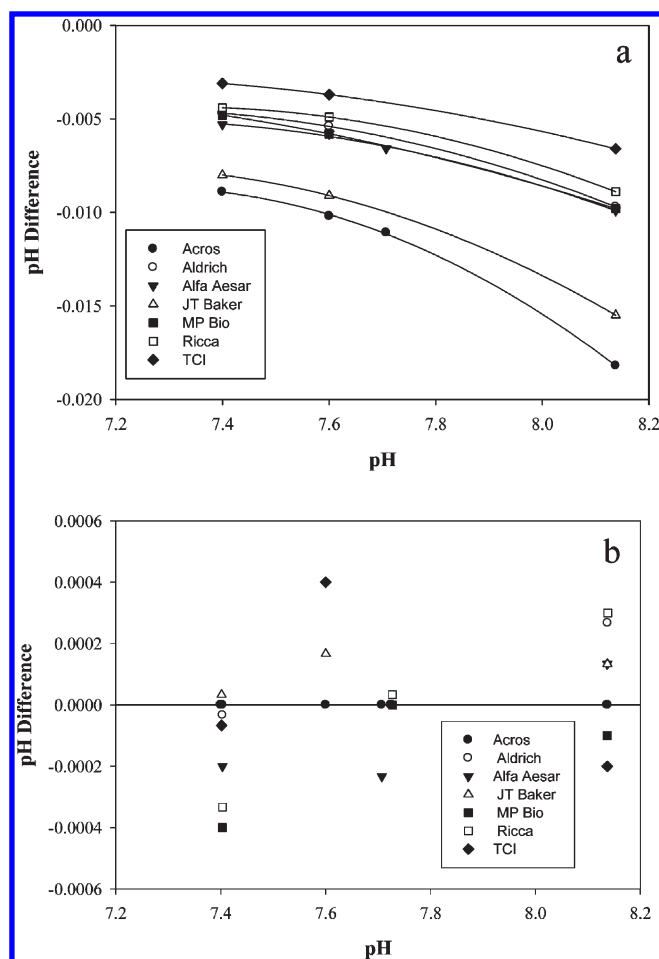 0.000
a
-0.005
-0.010
-0.015
-0.020
pH Difference
Acros
Aldrich
Alfa Aesar
JT Baker
MP Bio
Ricca
TCI
7.2 7.4 7.6 7.8 8.0 8.2
pH
0.0006
b
0.0004
0.0002
0.0000
-0.0002
-0.0004
-0.0006
pH Difference
Acros
Aldrich
Alfa Aesar
JT Baker
MP Bio
Ricca
TCI
7.2 7.4 7.6 7.8 8.0 8.2
pH